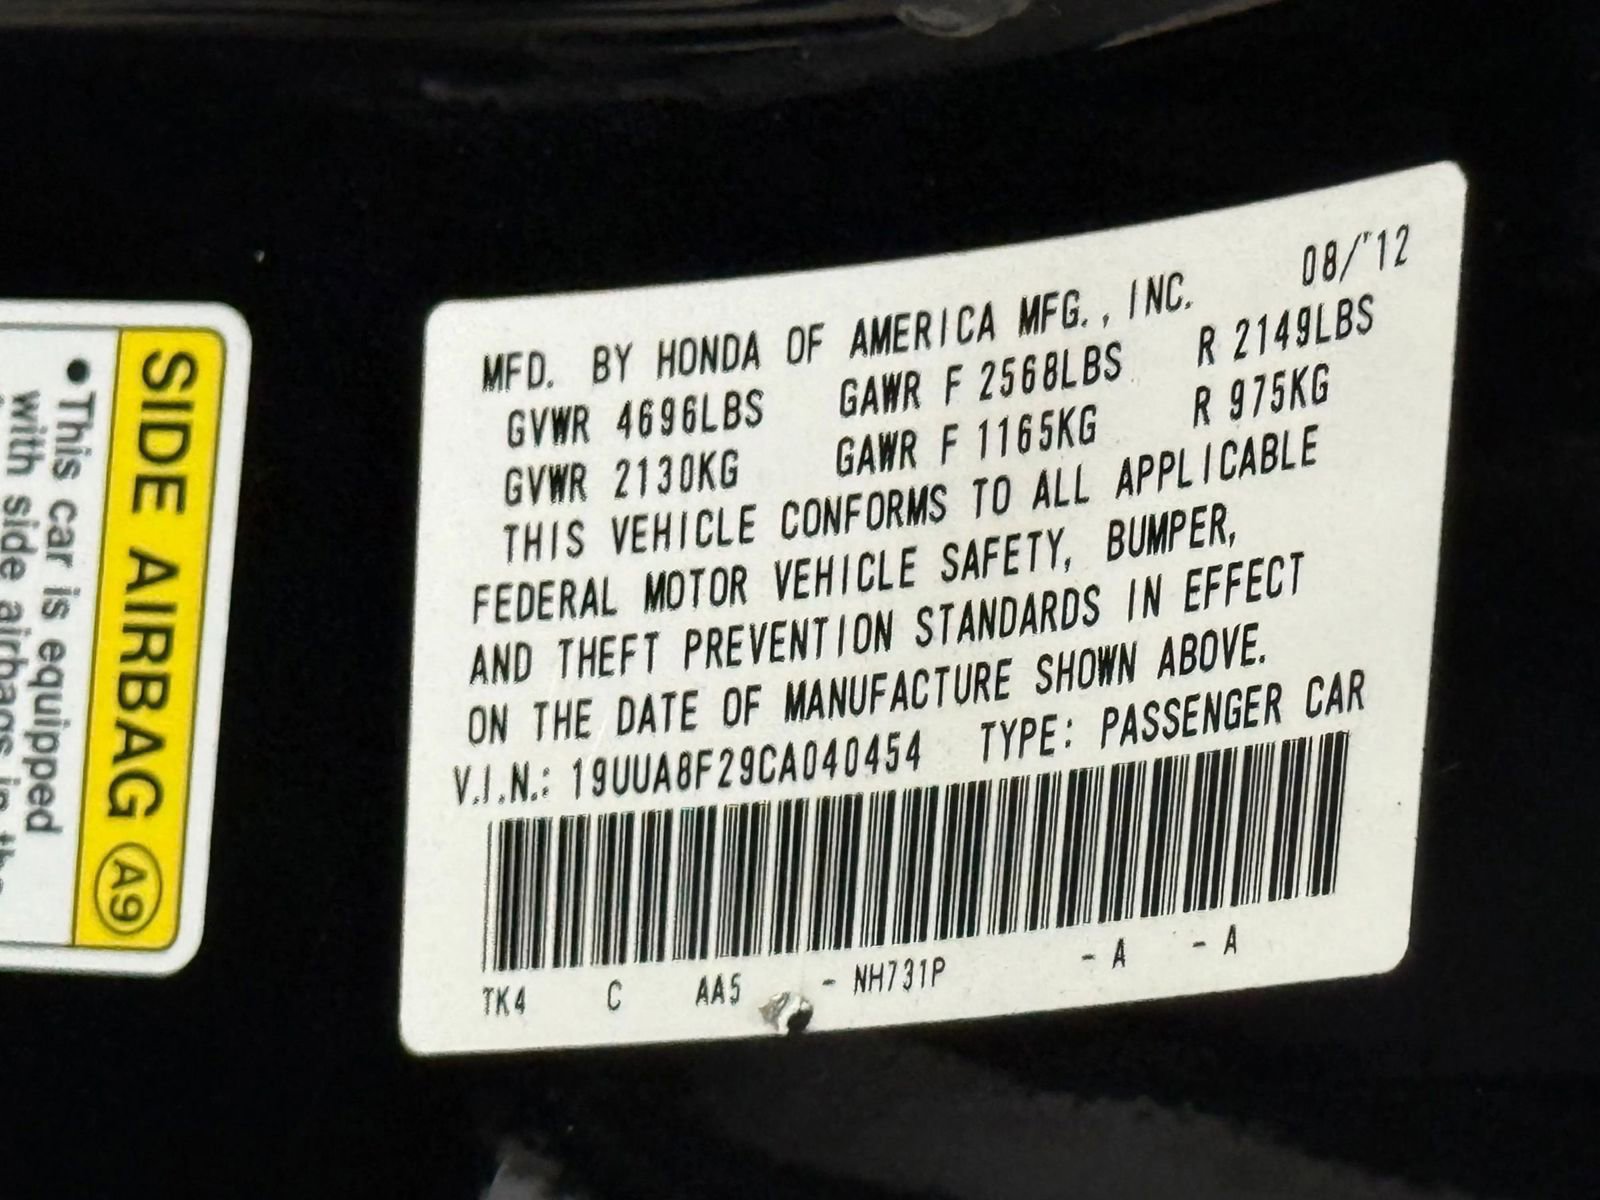 SIDE AIRBAG A9
•This car is equipped
with side airbags in the
MFD. BY HONDA OF AMERICA MFG., INC. 08/'12
GVWR 4696LBS GAWR F 2568LBS R 2149LBS
GVWR 2130KG GAWR F 1165KG R 975KG
THIS VEHICLE CONFORMS TO ALL APPLICABLE
FEDERAL MOTOR VEHICLE SAFETY, BUMPER,
AND THEFT PREVENTION STANDARDS IN EFFECT
ON THE DATE OF MANUFACTURE SHOWN ABOVE.
V.I.N.: 19UUA8F29CA040454 TYPE: PASSENGER CAR
TK4 C AA5 - NH731P - A - A